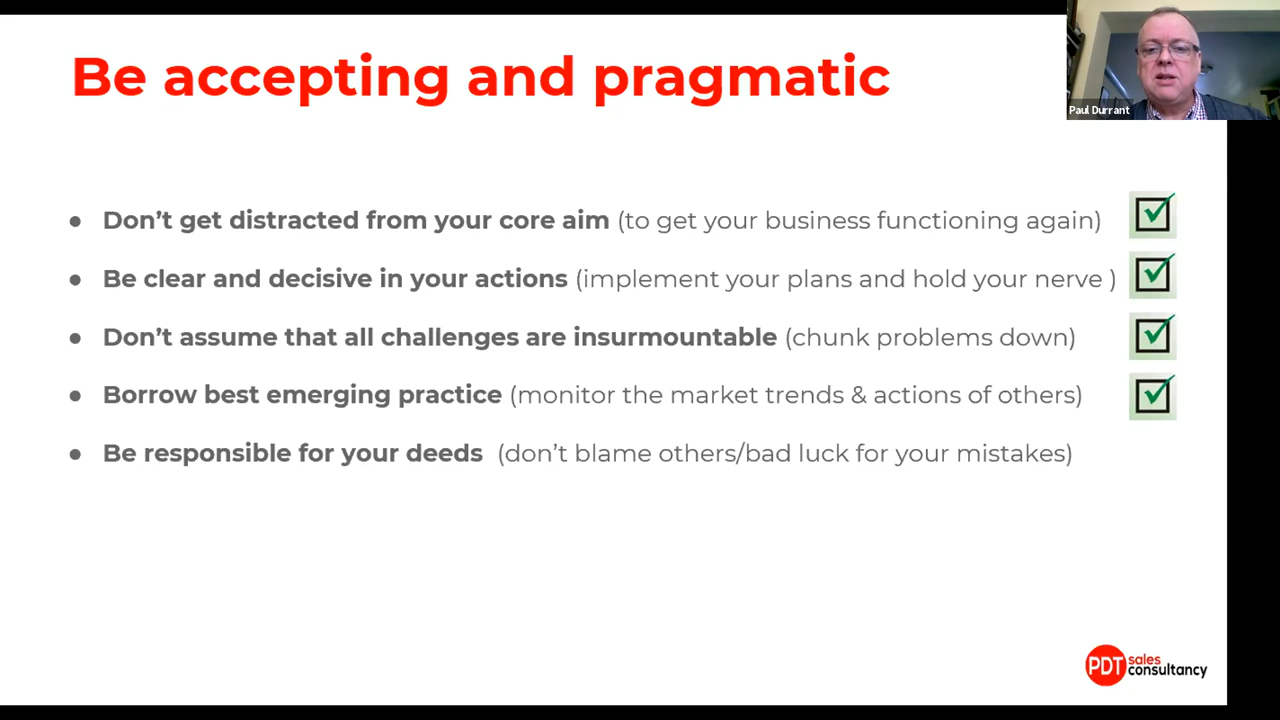 Be accepting and pragmatic
Paul Durrant
● Don’t get distracted from your core aim (to get your business functioning again)
● Be clear and decisive in your actions (implement your plans and hold your nerve )
● Don’t assume that all challenges are insurmountable (chunk problems down)
● Borrow best emerging practice (monitor the market trends & actions of others)
● Be responsible for your deeds (don’t blame others/bad luck for your mistakes)
PDT sales
consultancy